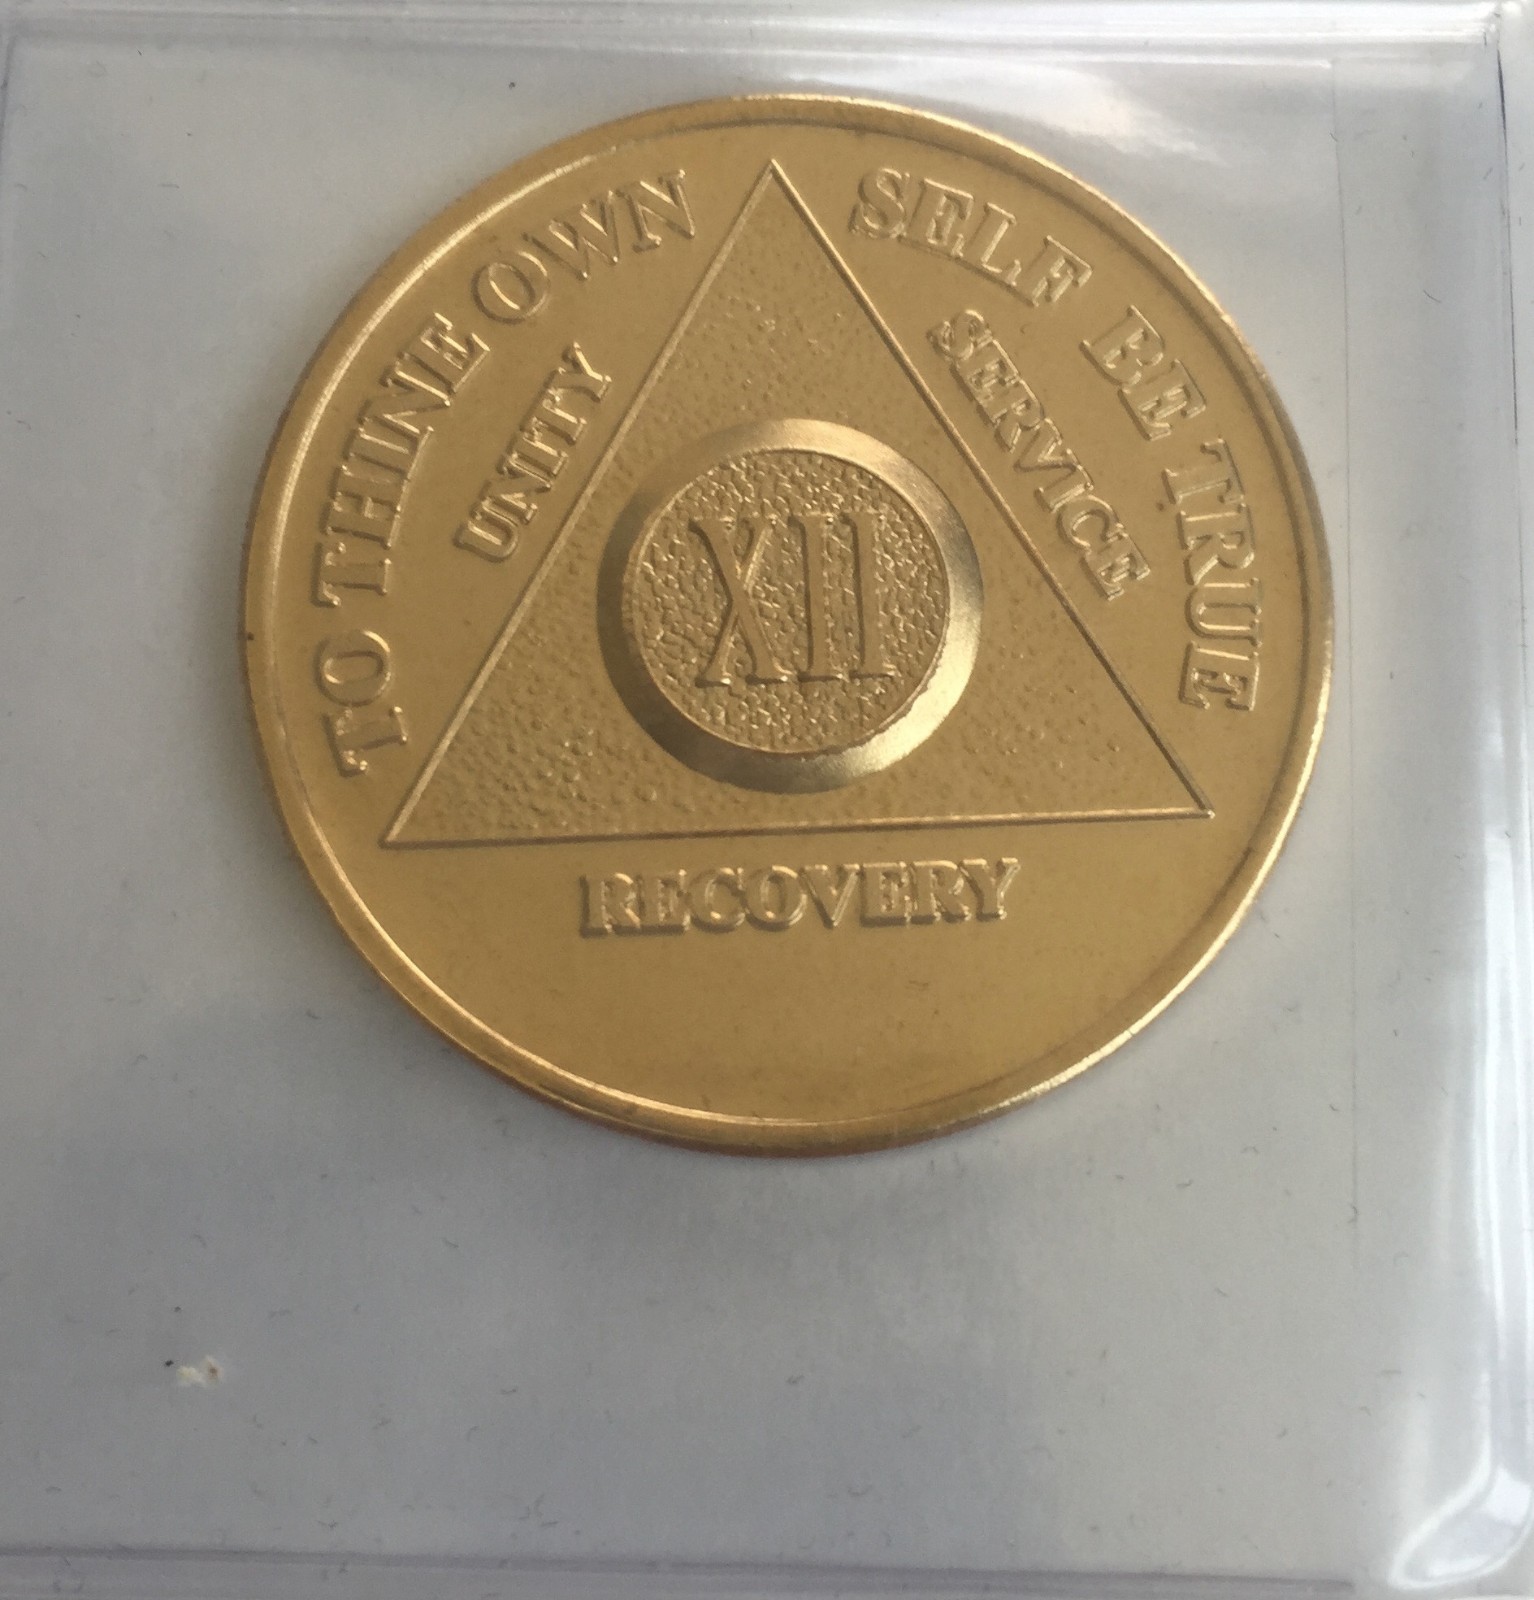 TO THINE OWN SELF BE TRUE
UNITY
SERVICE
XII
RECOVERY